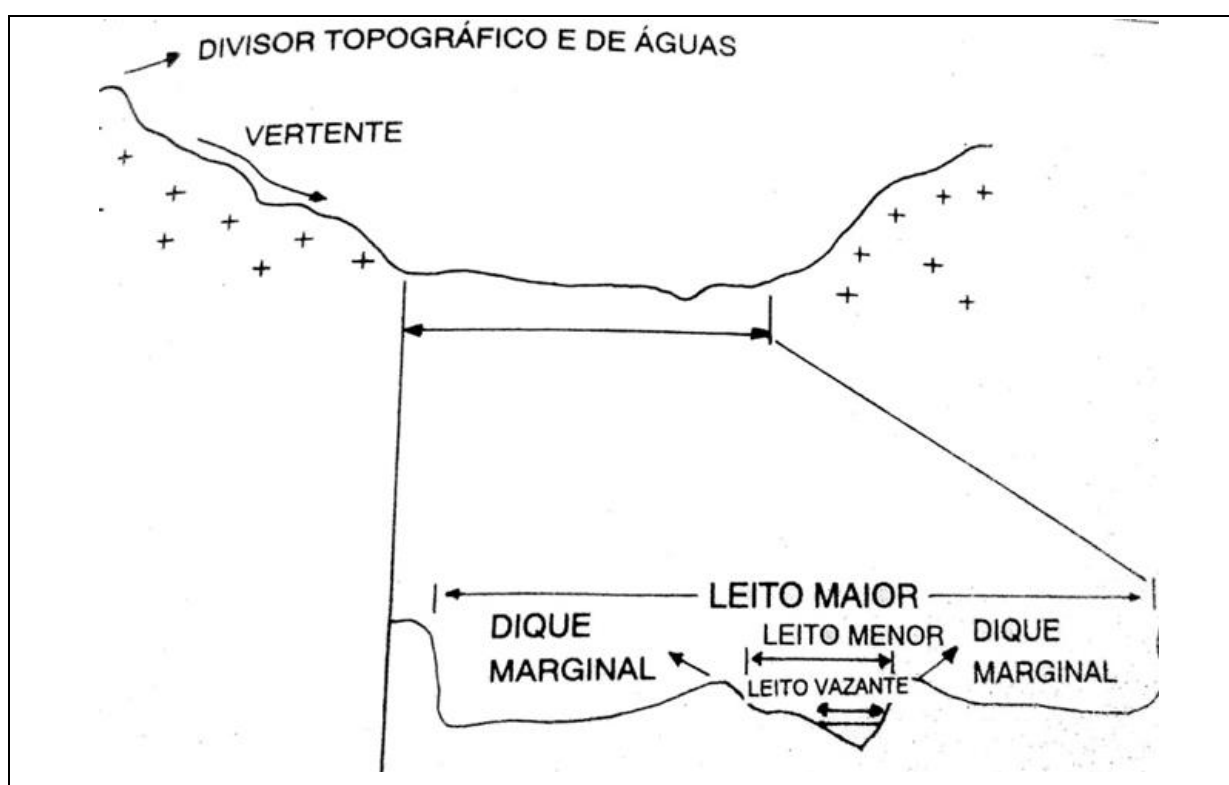 DIVISOR TOPOGRÁFICO E DE ÁGUAS
VERTENTE
LEITO MAIOR
DIQUE
MARGINAL
LEITO MENOR
LEITO VAZANTE
DIQUE
MARGINAL